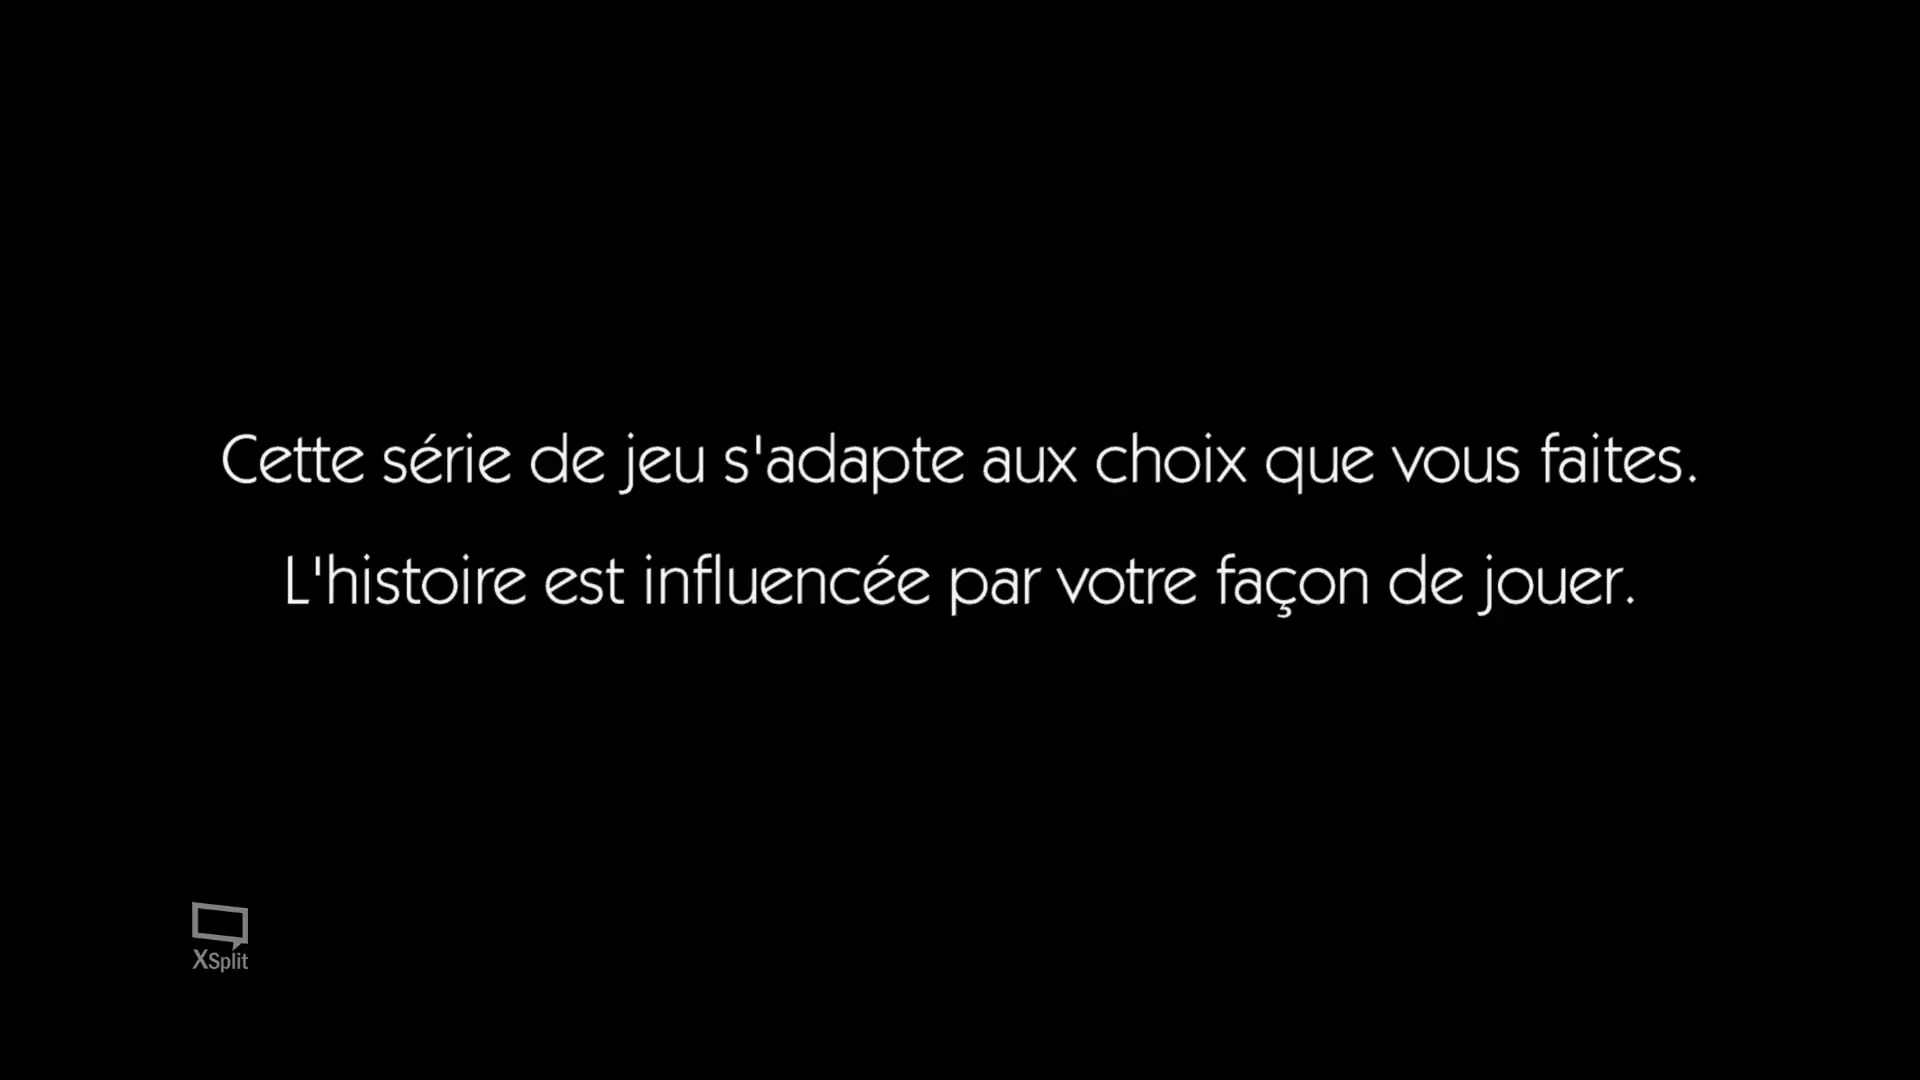 Cette série de jeu s'adapte aux choix que vous faites.
L'histoire est influencée par votre façon de jouer.
XSplit